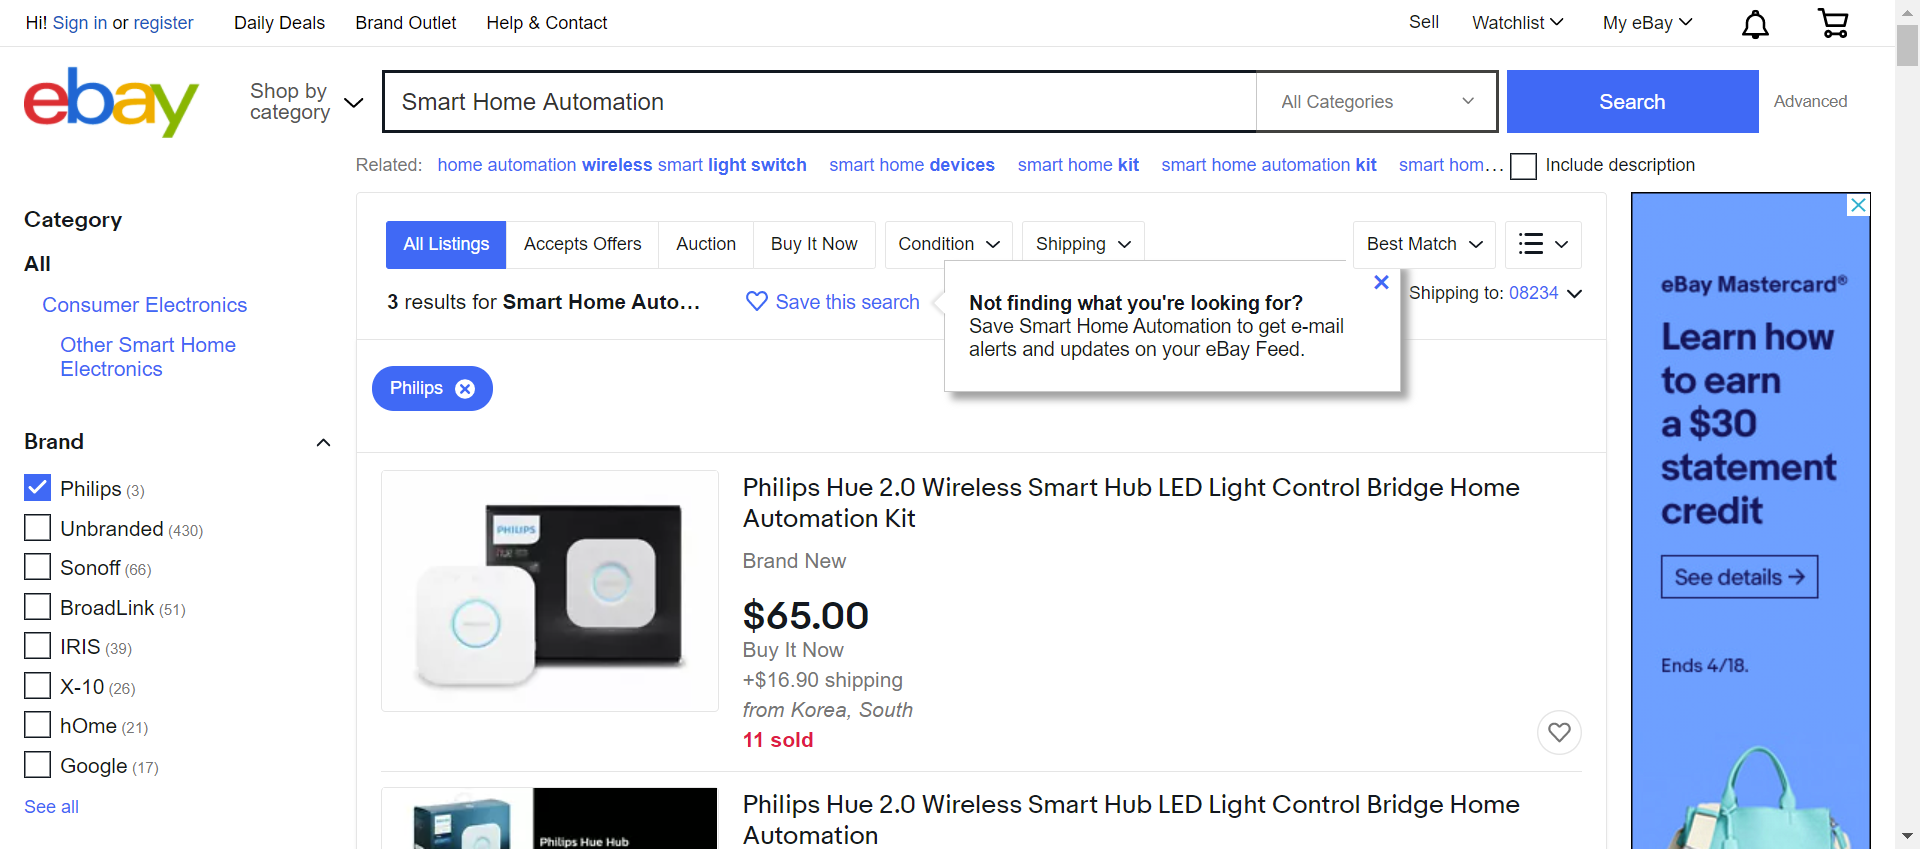 Hi! Sign in or register
Daily Deals
Brand Outlet
Help & Contact
Sell
Watchlist
My eBay
ebay
Shop by
category
Smart Home Automation
All Categories
Search
Advanced
Related:
home automation wireless smart light switch
smart home devices
smart home kit
smart home automation kit
smart hom...
Include description
Category
All
Consumer Electronics
Other Smart Home
Electronics
Brand
Philips (3)
Unbranded (430)
Sonoff (66)
BroadLink (51)
IRIS (39)
X-10 (26)
hOme (21)
Google (17)
See all
All Listings
Accepts Offers
Auction
Buy It Now
Condition
Shipping
Best Match
3 results for Smart Home Auto...
Save this search
Not finding what you're looking for?
Save Smart Home Automation to get e-mail
alerts and updates on your eBay Feed.
Shipping to: 08234
Philips
PHILIPS
hue
Philips Hue 2.0 Wireless Smart Hub LED Light Control Bridge Home
Automation Kit
Brand New
$65.00
Buy It Now
+$16.90 shipping
from Korea, South
11 sold
Philips Hue Hub
Philips Hue 2.0 Wireless Smart Hub LED Light Control Bridge Home
Automation
eBay Mastercard®
Learn how
to earn
a $30
statement
credit
See details →
Ends 4/18.